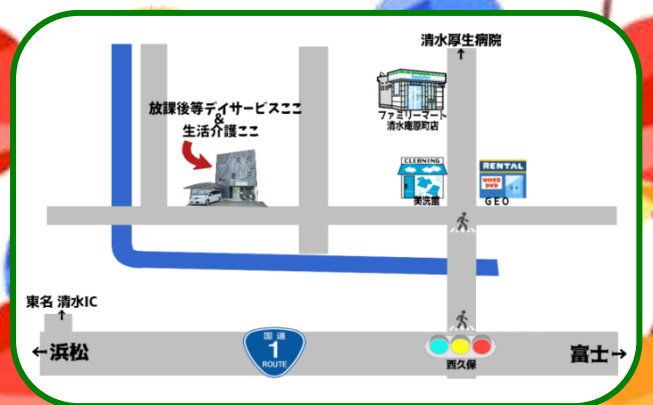 清水厚生病院
↑
放課後等デイサービスここ
&
生活介護ここ
ファミリーマート
清水庵原町店
CLEANING
美洗館
RENTAL
VIDEO
DVD
GEO
東名 清水IC
↑
←浜松
国道
1
ROUTE
西久保
富士→